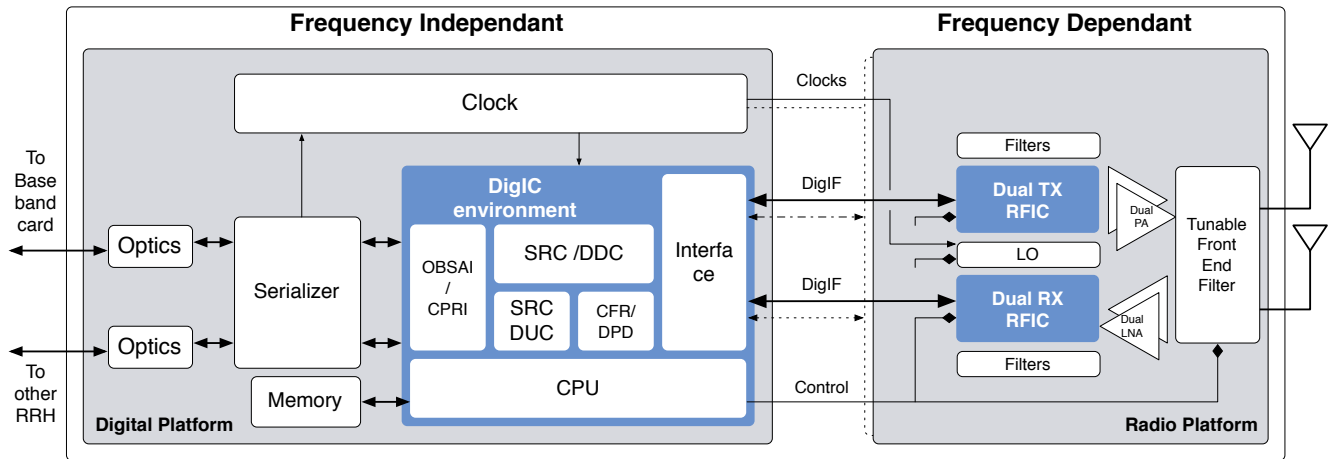 Frequency Independant
Frequency Dependant
Clock
Clocks
To
Base
band
card
Optics
Optics
To
other
RRH
Serializer
Memory
DigIC
environment
OBSAI
/
CPRI
SRC /DDC
SRC
DUC
CFR/
DPD
Interfa
ce
CPU
Digital Platform
DigIF
DigIF
Control
Filters
Dual TX
RFIC
LO
Dual RX
RFIC
Filters
Dual
PA
Dual
LNA
Tunable
Front
End
Filter
Radio Platform